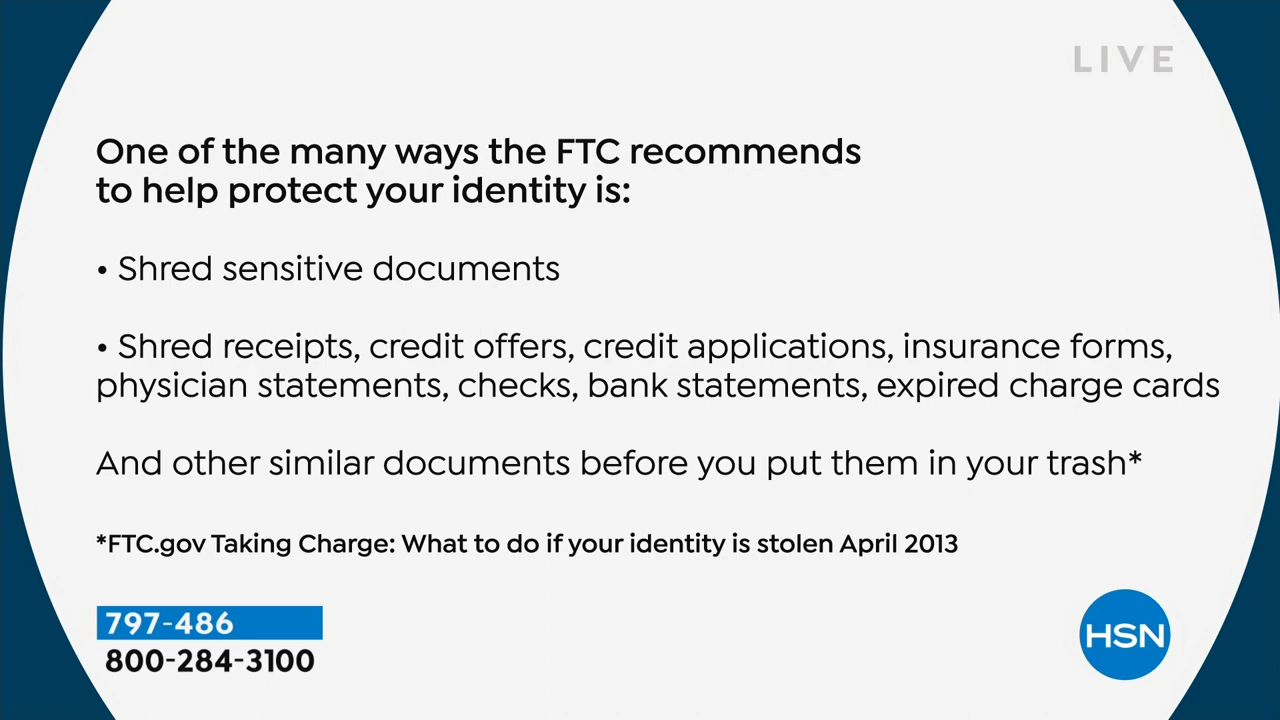 LIVE
One of the many ways the FTC recommends
to help protect your identity is:
• Shred sensitive documents
• Shred receipts, credit offers, credit applications, insurance forms,
physician statements, checks, bank statements, expired charge cards
And other similar documents before you put them in your trash*
*FTC.gov Taking Charge: What to do if your identity is stolen April 2013
797-486
800-284-3100
HSN